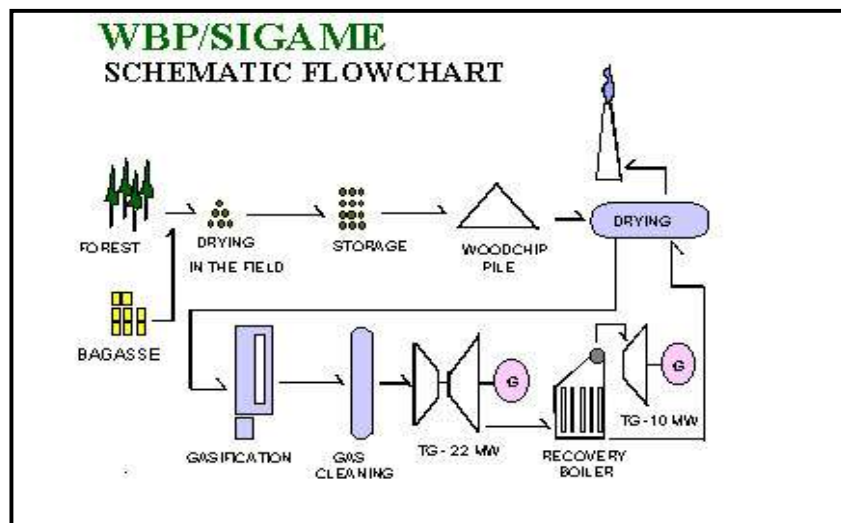 WBP/SIGAME
SCHEMATIC FLOWCHART
FOREST
DRYING
IN THE FIELD
STORAGE
WOODCHIP
PILE
DRYING
BAGASSE
GASIFICATION
GAS
CLEANING
G
TG - 22 MW
RECOVERY
BOILER
G
TG - 10 MW